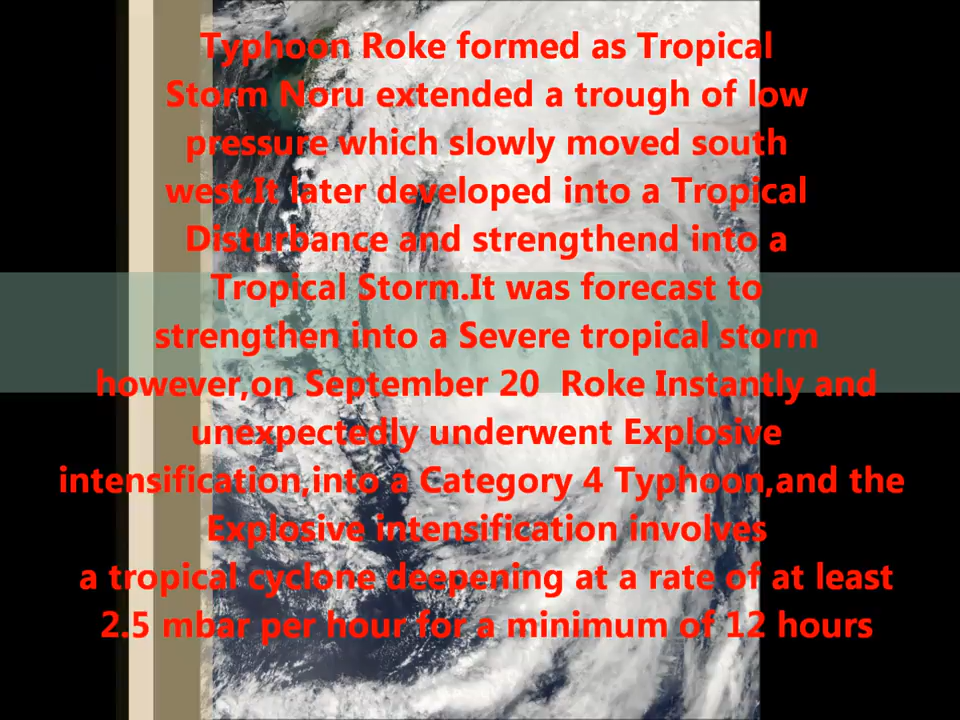 Typhoon Roke formed as Tropical
Storm Noru extended a trough of low
pressure which slowly moved south
west.It later developed into a Tropical
Disturbance and strengthend into a
Tropical Storm.It was forecast to
strengthen into a Severe tropical storm
however,on September 20  Roke Instantly and
unexpectedly underwent Explosive
intensification,into a Category 4 Typhoon,and the
Explosive intensification involves
a tropical cyclone deepening at a rate of at least
2.5 mbar per hour for a minimum of 12 hours